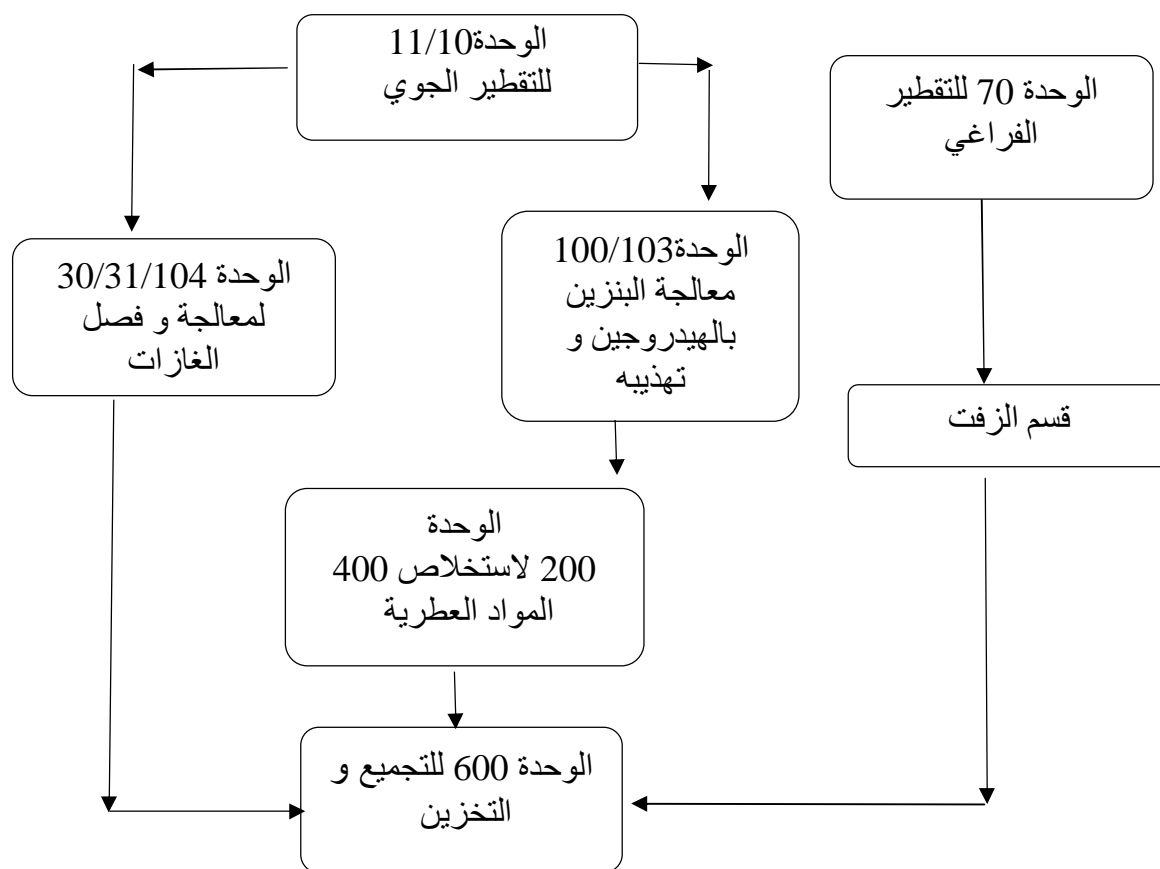 الوحدة11/10
للتقطير الجوي
الوحدة 70 للتقطير
الفراغي
الوحدة 30/31/104
لمعالجة و فصل
الغازات
الوحدة100/103
معالجة البنزين
بالهيدروجين و
تهذيبه
قسم الزفت
الوحدة
200 لاستخلاص 400
المواد العطرية
الوحدة 600 للتجميع و
التخزين